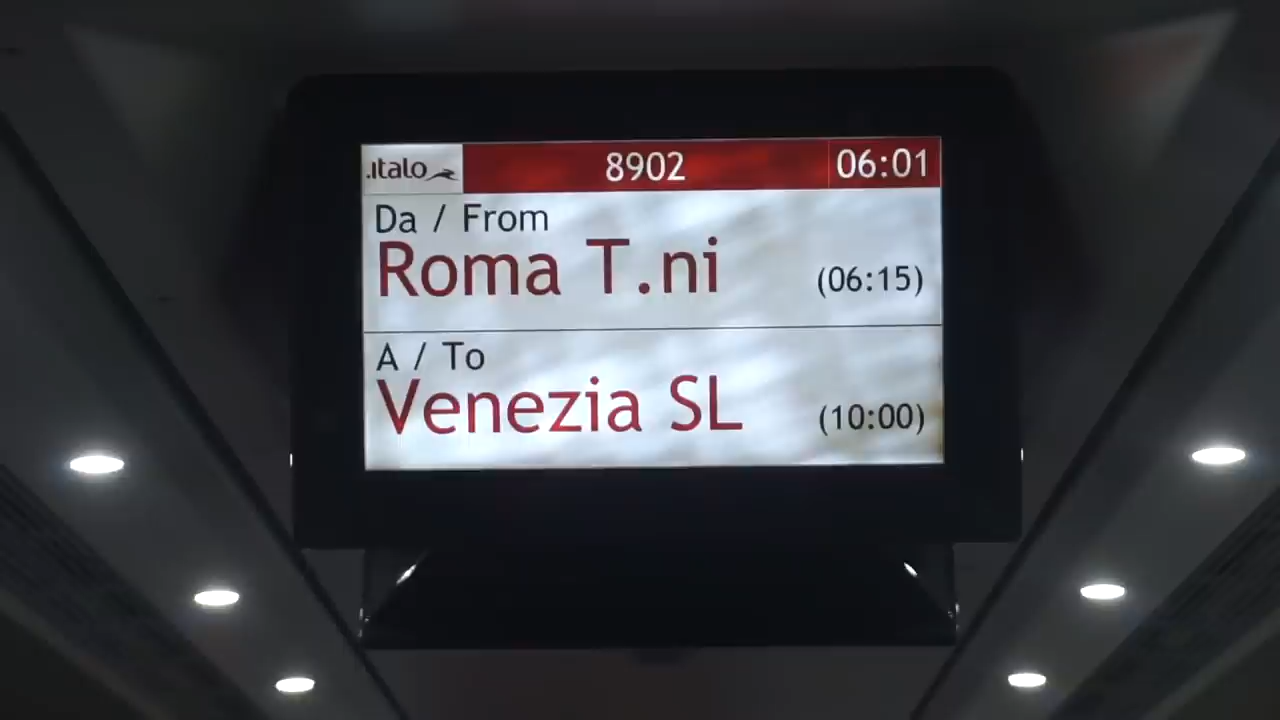 .italo 8902 06:01
Da / From
Roma T.ni (06:15)
A / To
Venezia SL (10:00)